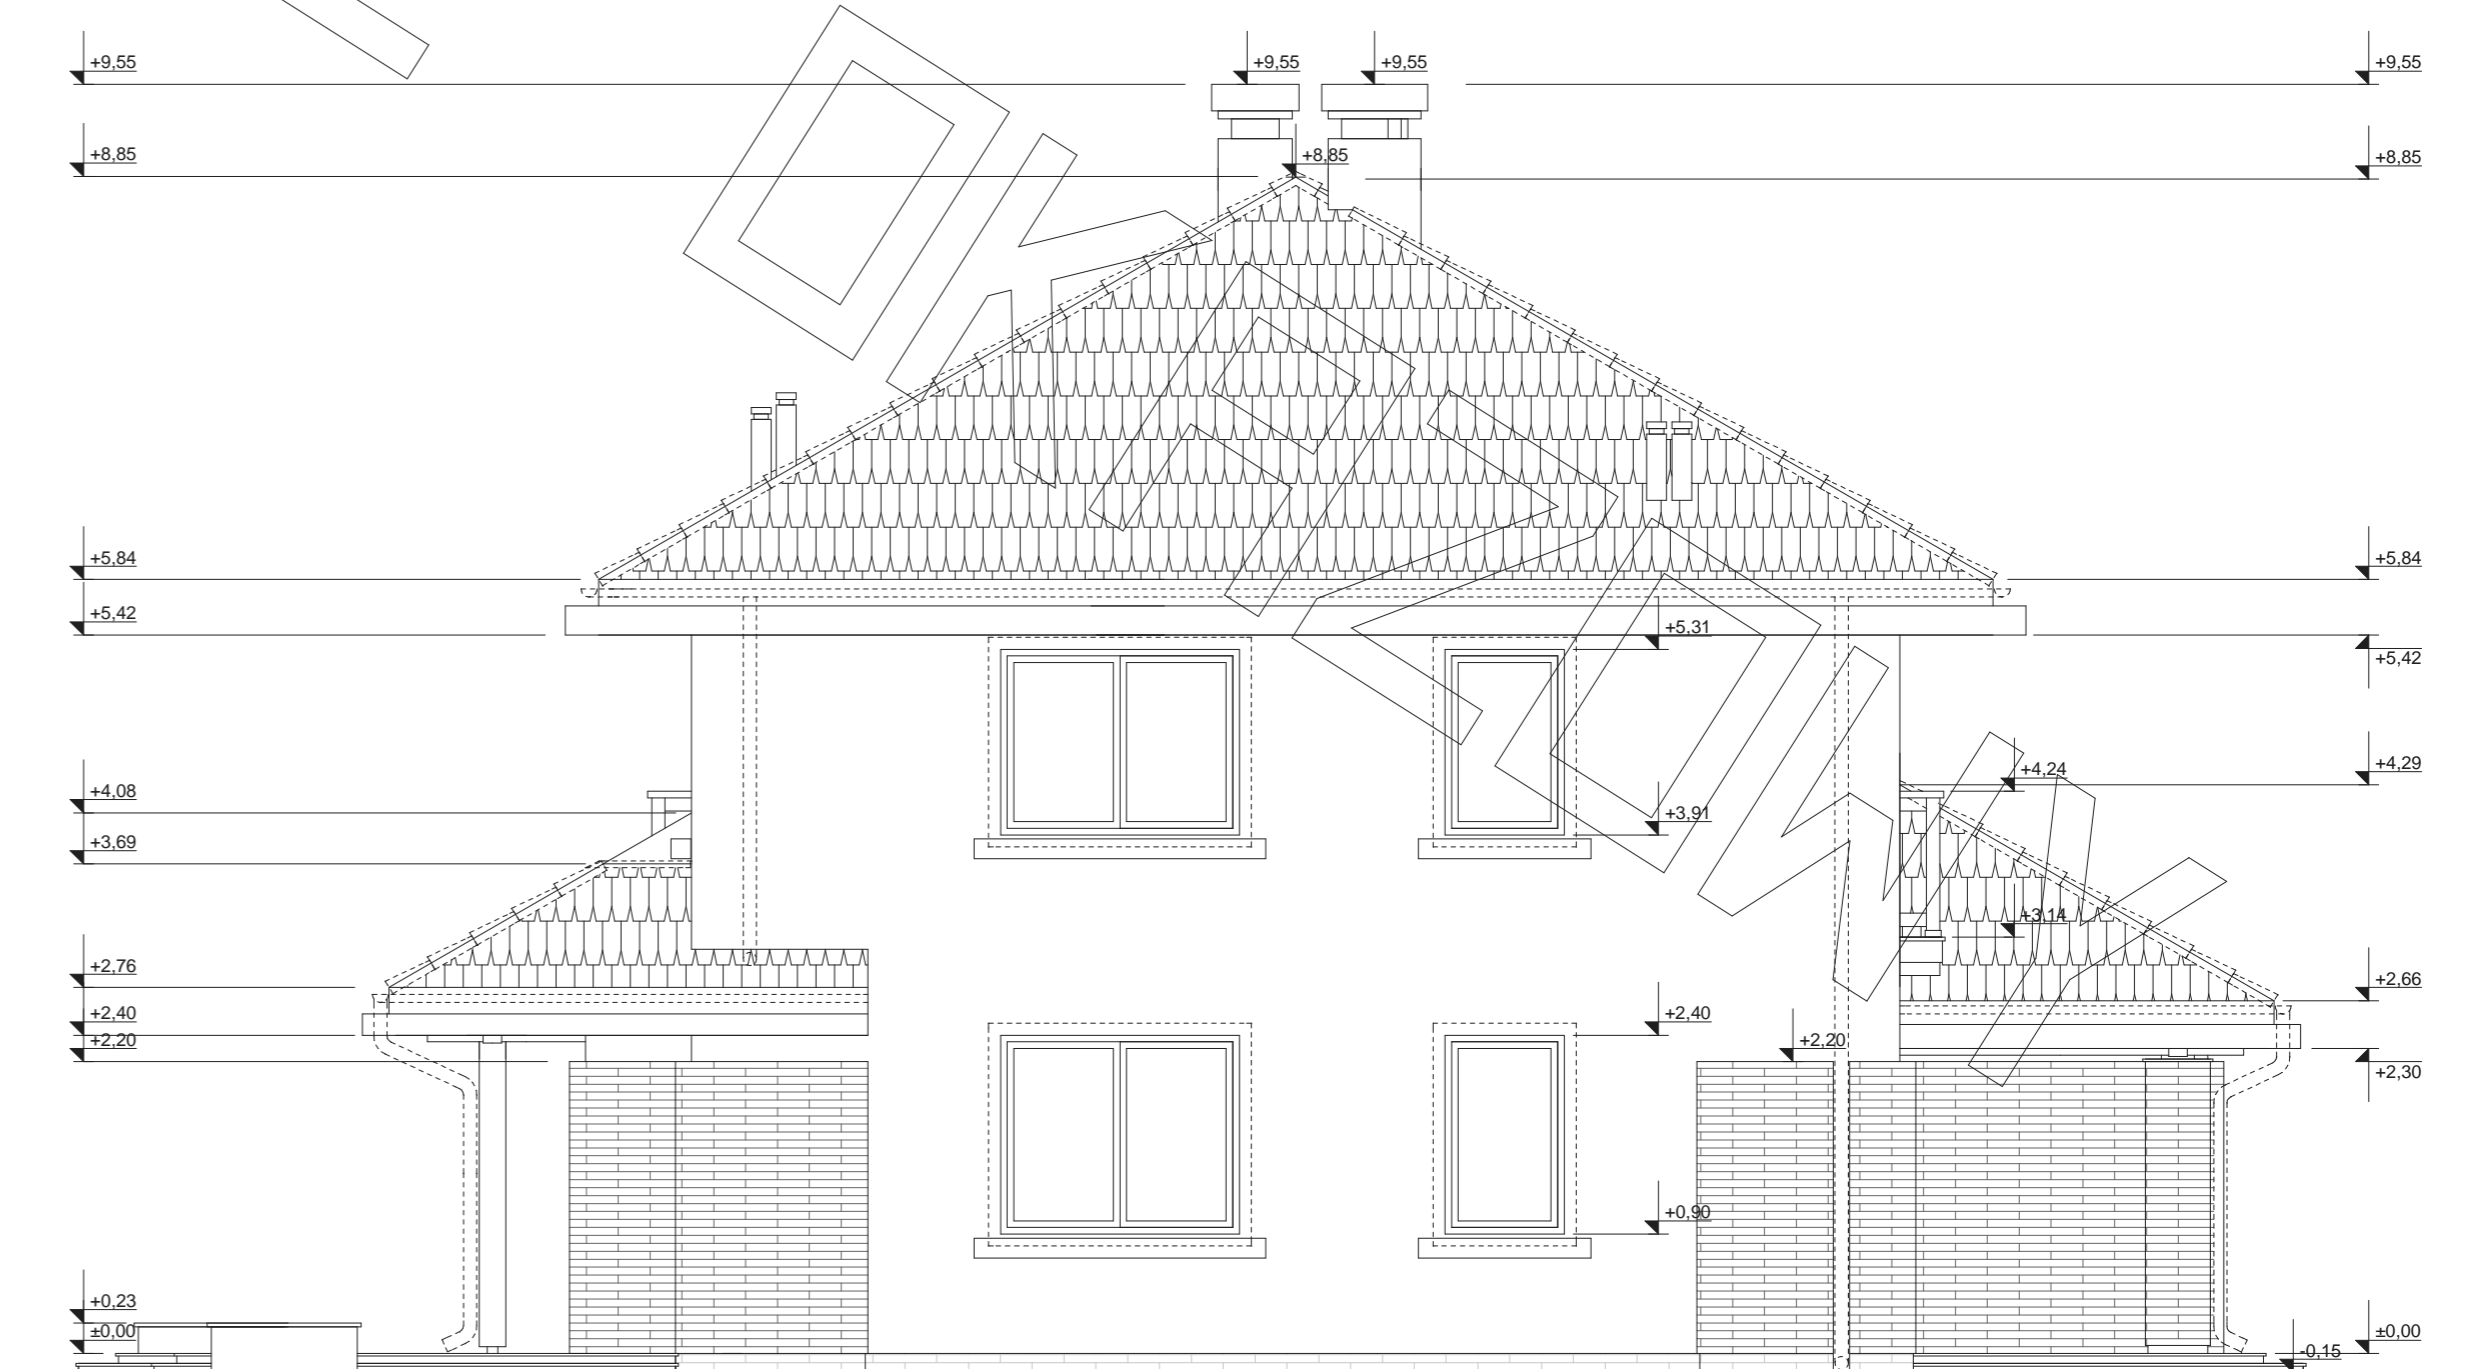 +9,55 +9,55 +9,55 +9,55
+8,85 +8,85 +8,85
+5,84 +5,84
+5,42 +5,31 +5,42
+4,08 +3,91 +4,24 +4,29
+3,69
+3,14
+2,76 +2,66
+2,40 +2,40
+2,20 +2,20 +2,30
+0,90
+0,23
±0,00 ±0,00
-0,15